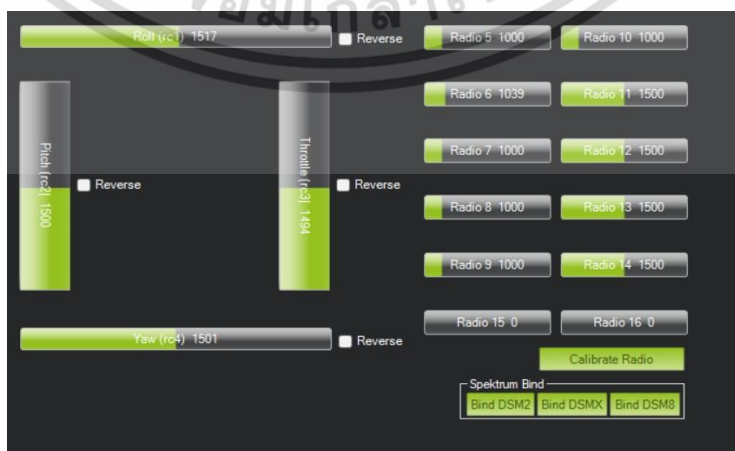 Roll (rc1) 1517
Reverse
Pitch (rc2) 1500
Reverse
Throttle (rc3) 1494
Reverse
Yaw (rc4) 1501
Reverse
Radio 5 1000
Radio 10 1000
Radio 6 1039
Radio 11 1500
Radio 7 1000
Radio 12 1500
Radio 8 1000
Radio 13 1500
Radio 9 1000
Radio 14 1500
Radio 15 0
Radio 16 0
Calibrate Radio
Spektrum Bind
Bind DSM2
Bind DSMX
Bind DSM8